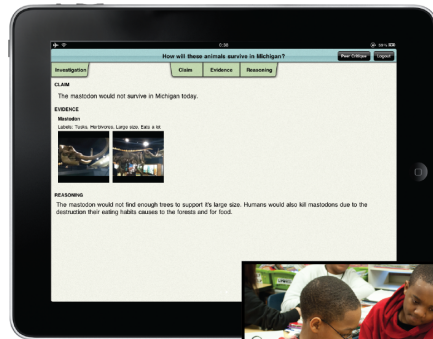 9:38
89%
How will these animals survive in Michigan?
Peer Critique
Logout
Investigation
Claim
Evidence
Reasoning
CLAIM
The mastodon would not survive in Michigan today.
EVIDENCE
Mastodon
Labels: Tusks, Herbivores, Large size, Eats a lot
REASONING
The mastodon would not find enough trees to support it's large size. Humans would also kill mastodons due to the
destruction their eating habits causes to the forests and for food.